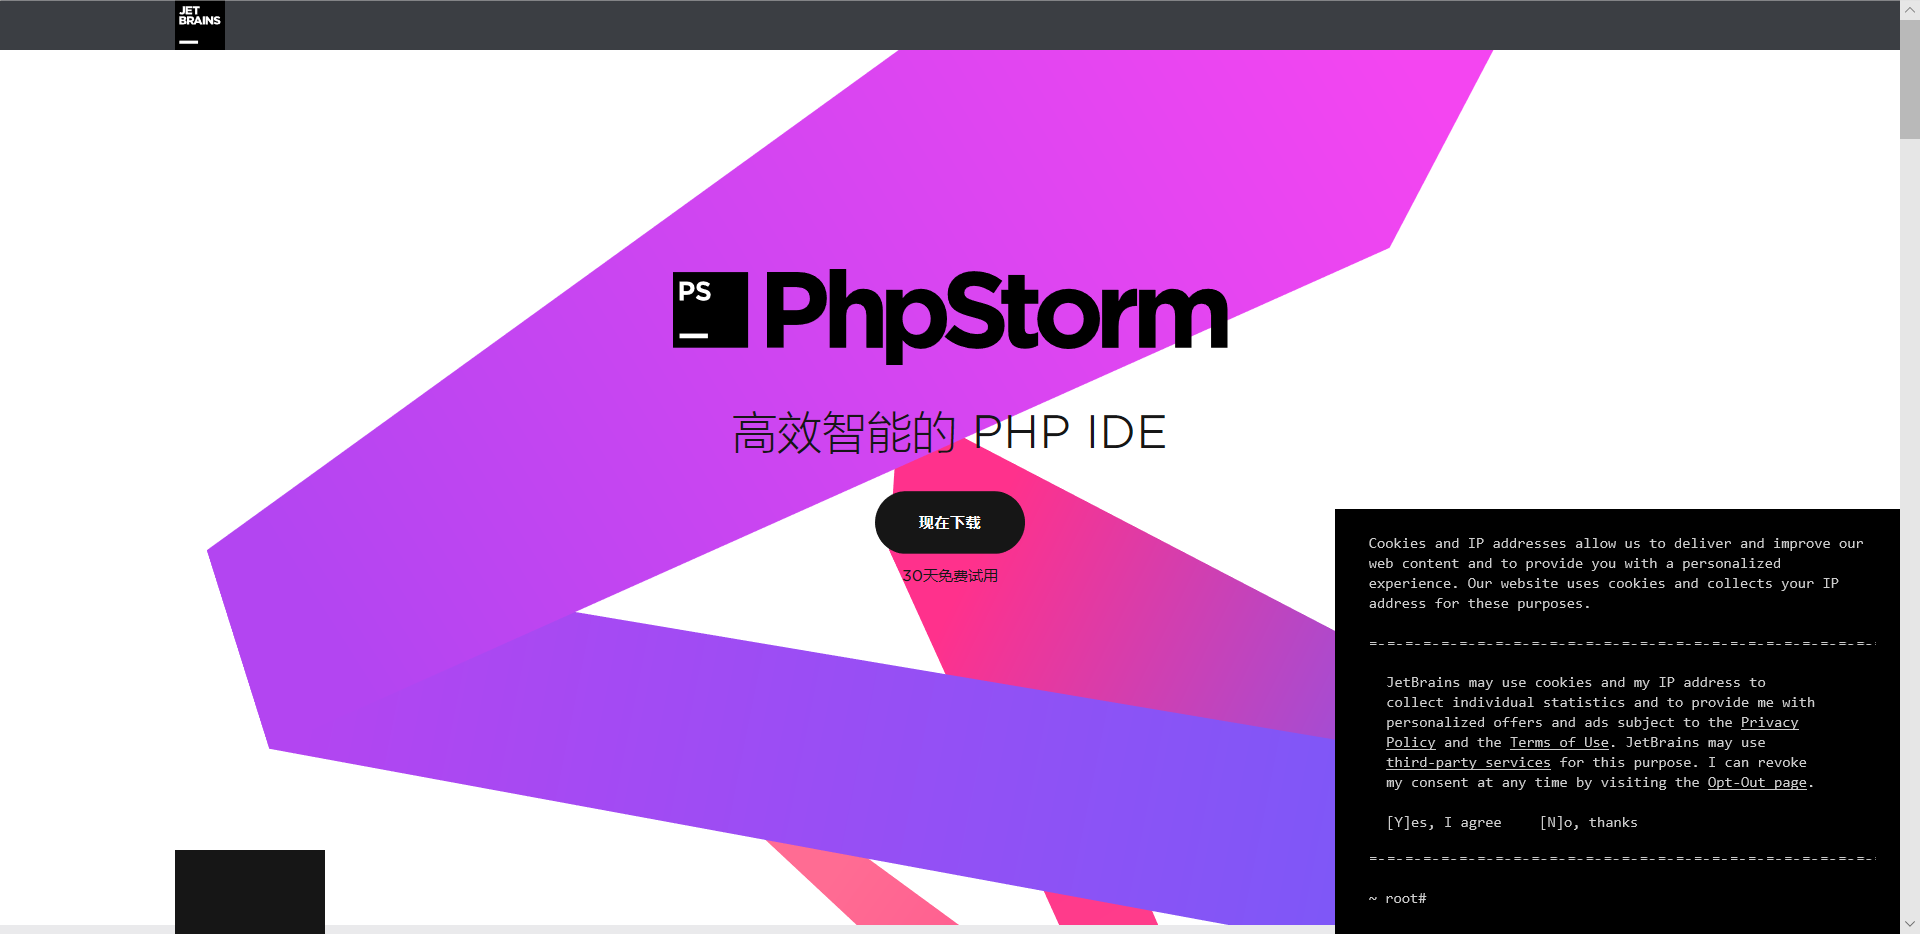 JET
BRAINS
PS
PhpStorm
高效智能的 PHP IDE
现在下载
30天免费试用
Cookies and IP addresses allow us to deliver and improve our
web content and to provide you with a personalized
experience. Our website uses cookies and collects your IP
address for these purposes.
=-=-=-=-=-=-=-=-=-=-=-=-=-=-=-=-=-=-=-=-=-=-=-=-=-=-=-=-=
JetBrains may use cookies and my IP address to
collect individual statistics and to provide me with
personalized offers and ads subject to the Privacy
Policy and the Terms of Use. JetBrains may use
third-party services for this purpose. I can revoke
my consent at any time by visiting the Opt-Out page.
[Y]es, I agree [N]o, thanks
=-=-=-=-=-=-=-=-=-=-=-=-=-=-=-=-=-=-=-=-=-=-=-=-=-=-=-=-=
~ root#